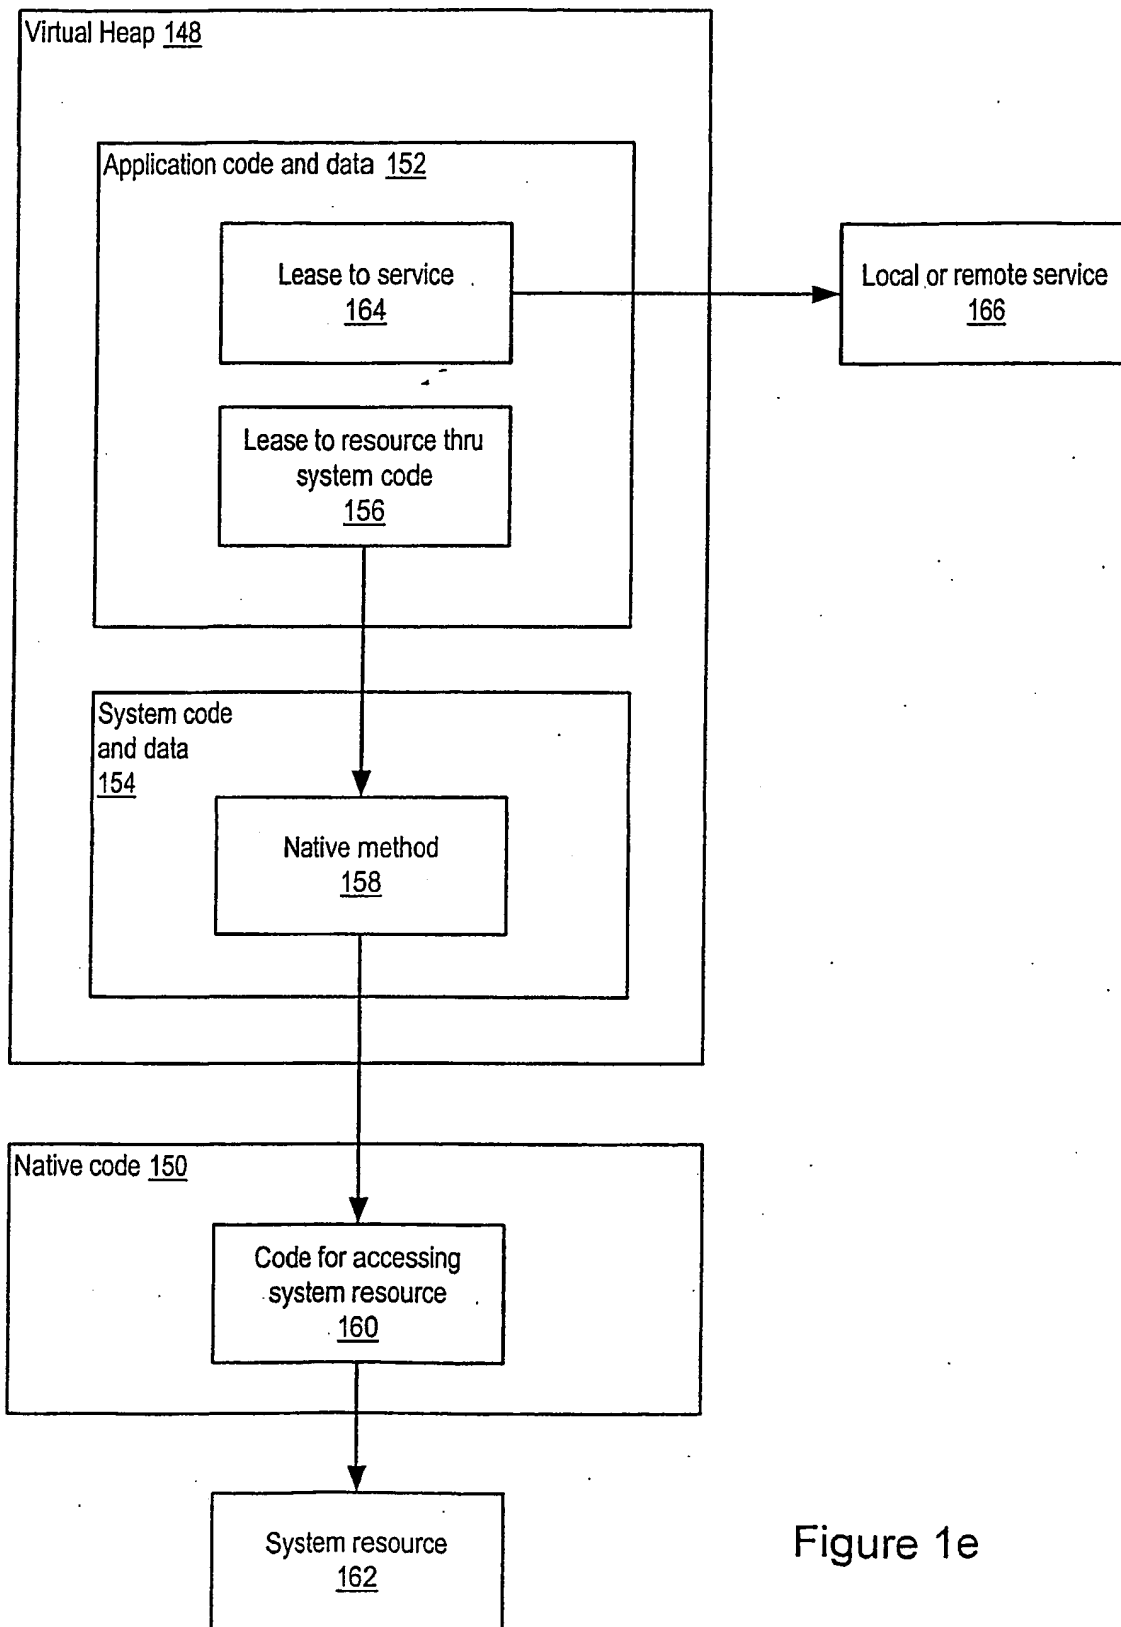 Virtual Heap 148
Application code and data 152
Lease to service
164
Local or remote service
166
Lease to resource thru
system code
156
System code
and data
154
Native method
158
Native code 150
Code for accessing
system resource
160
System resource
162
Figure 1e